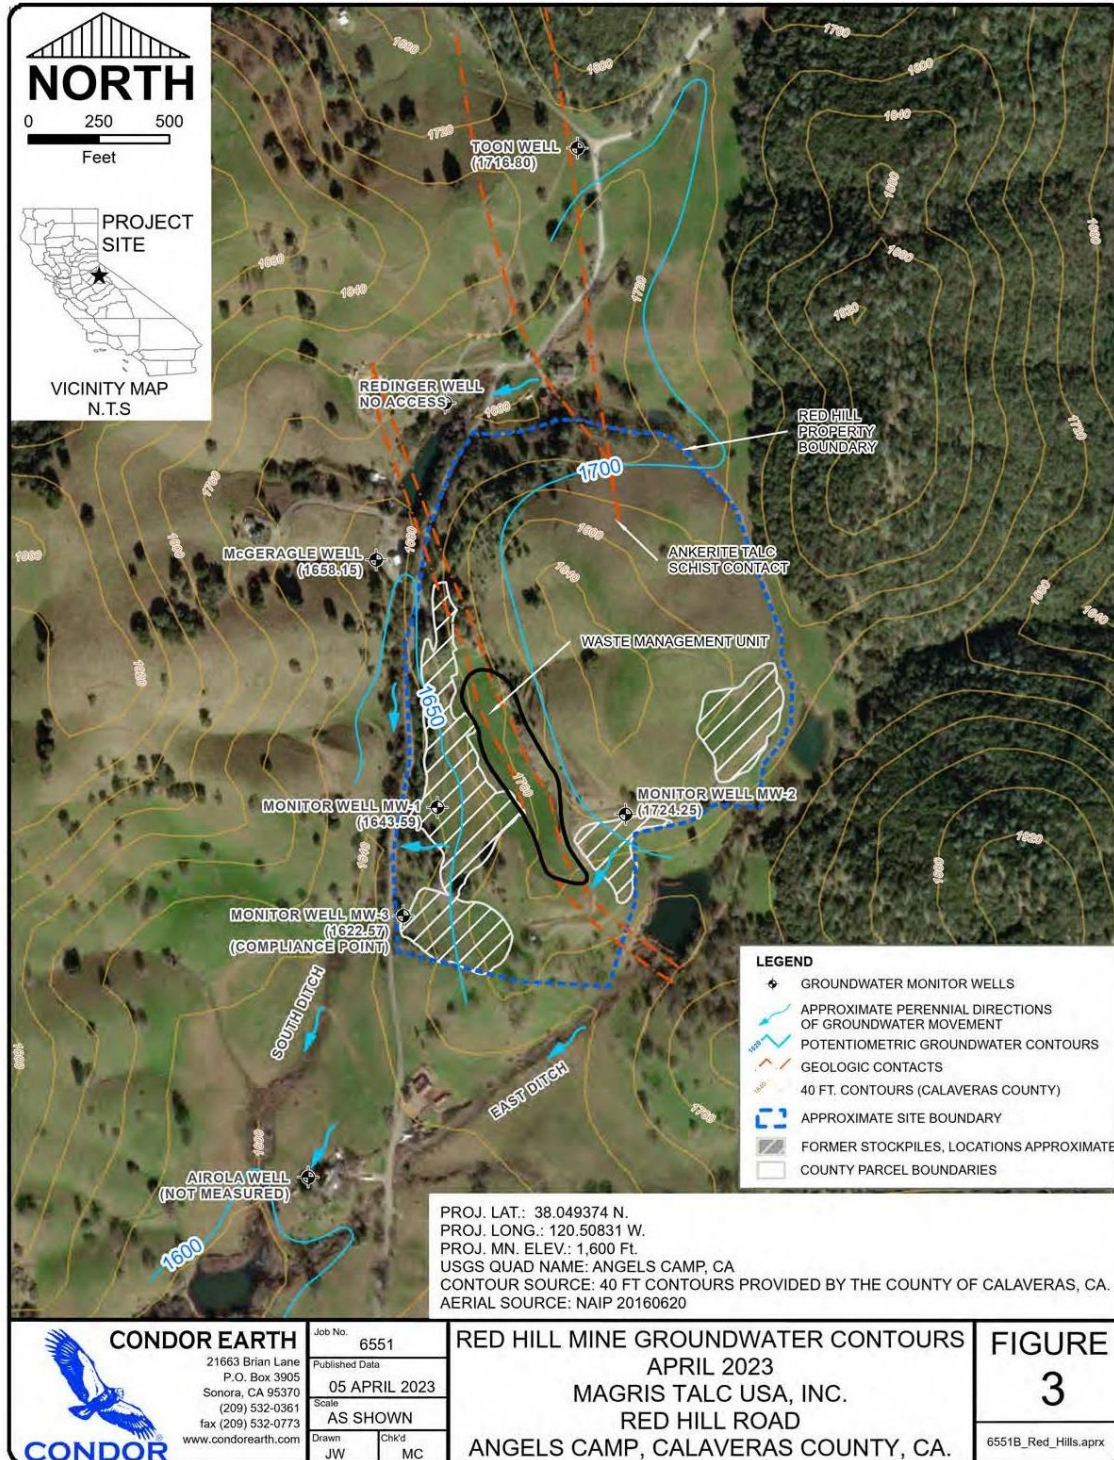 NORTH
0 250 500
Feet
PROJECT
SITE
VICINITY MAP
N.T.S
TOON WELL
(1716.80)
REDINGER WELL
NO ACCESS
RED HILL
PROPERTY
BOUNDARY
1700
McGERAGLE WELL
(1658.15)
ANKERITE TALC
SCHIST CONTACT
WASTE MANAGEMENT UNIT
1650
MONITOR WELL MW-1
(1643.59)
MONITOR WELL MW-2
(1724.25)
MONITOR WELL MW-3
(1622.57)
(COMPLIANCE POINT)
SOUTH DITCH
EAST DITCH
AIROLA WELL
(NOT MEASURED)
1600
1700
1720
1840
1720
1640
1700
LEGEND
GROUNDWATER MONITOR WELLS
APPROXIMATE PERENNIAL DIRECTIONS
OF GROUNDWATER MOVEMENT
POTENTIOMETRIC GROUNDWATER CONTOURS
GEOLOGIC CONTACTS
40 FT. CONTOURS (CALAVERAS COUNTY)
APPROXIMATE SITE BOUNDARY
FORMER STOCKPILES, LOCATIONS APPROXIMATE
COUNTY PARCEL BOUNDARIES
PROJ. LAT.: 38.049374 N.
PROJ. LONG.: 120.50831 W.
PROJ. MN. ELEV.: 1,600 Ft.
USGS QUAD NAME: ANGELS CAMP, CA
CONTOUR SOURCE: 40 FT CONTOURS PROVIDED BY THE COUNTY OF CALAVERAS, CA.
AERIAL SOURCE: NAIP 20160620
CONDOR
CONDOR EARTH
21663 Brian Lane
P.O. Box 3905
Sonora, CA 95370
(209) 532-0361
fax (209) 532-0773
www.condorearth.com
Job No.
6551
Published Data
05 APRIL 2023
Scale
AS SHOWN
Drawn
JW
Chk'd
MC
RED HILL MINE GROUNDWATER CONTOURS
APRIL 2023
MAGRIS TALC USA, INC.
RED HILL ROAD
ANGELS CAMP, CALAVERAS COUNTY, CA.
FIGURE
3
6551B_Red_Hills.aprx